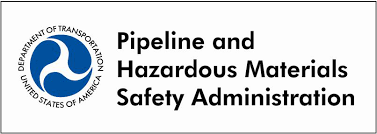 DEPARTMENT OF TRANSPORTATION
UNITED STATES OF AMERICA
Pipeline and
Hazardous Materials
Safety Administration